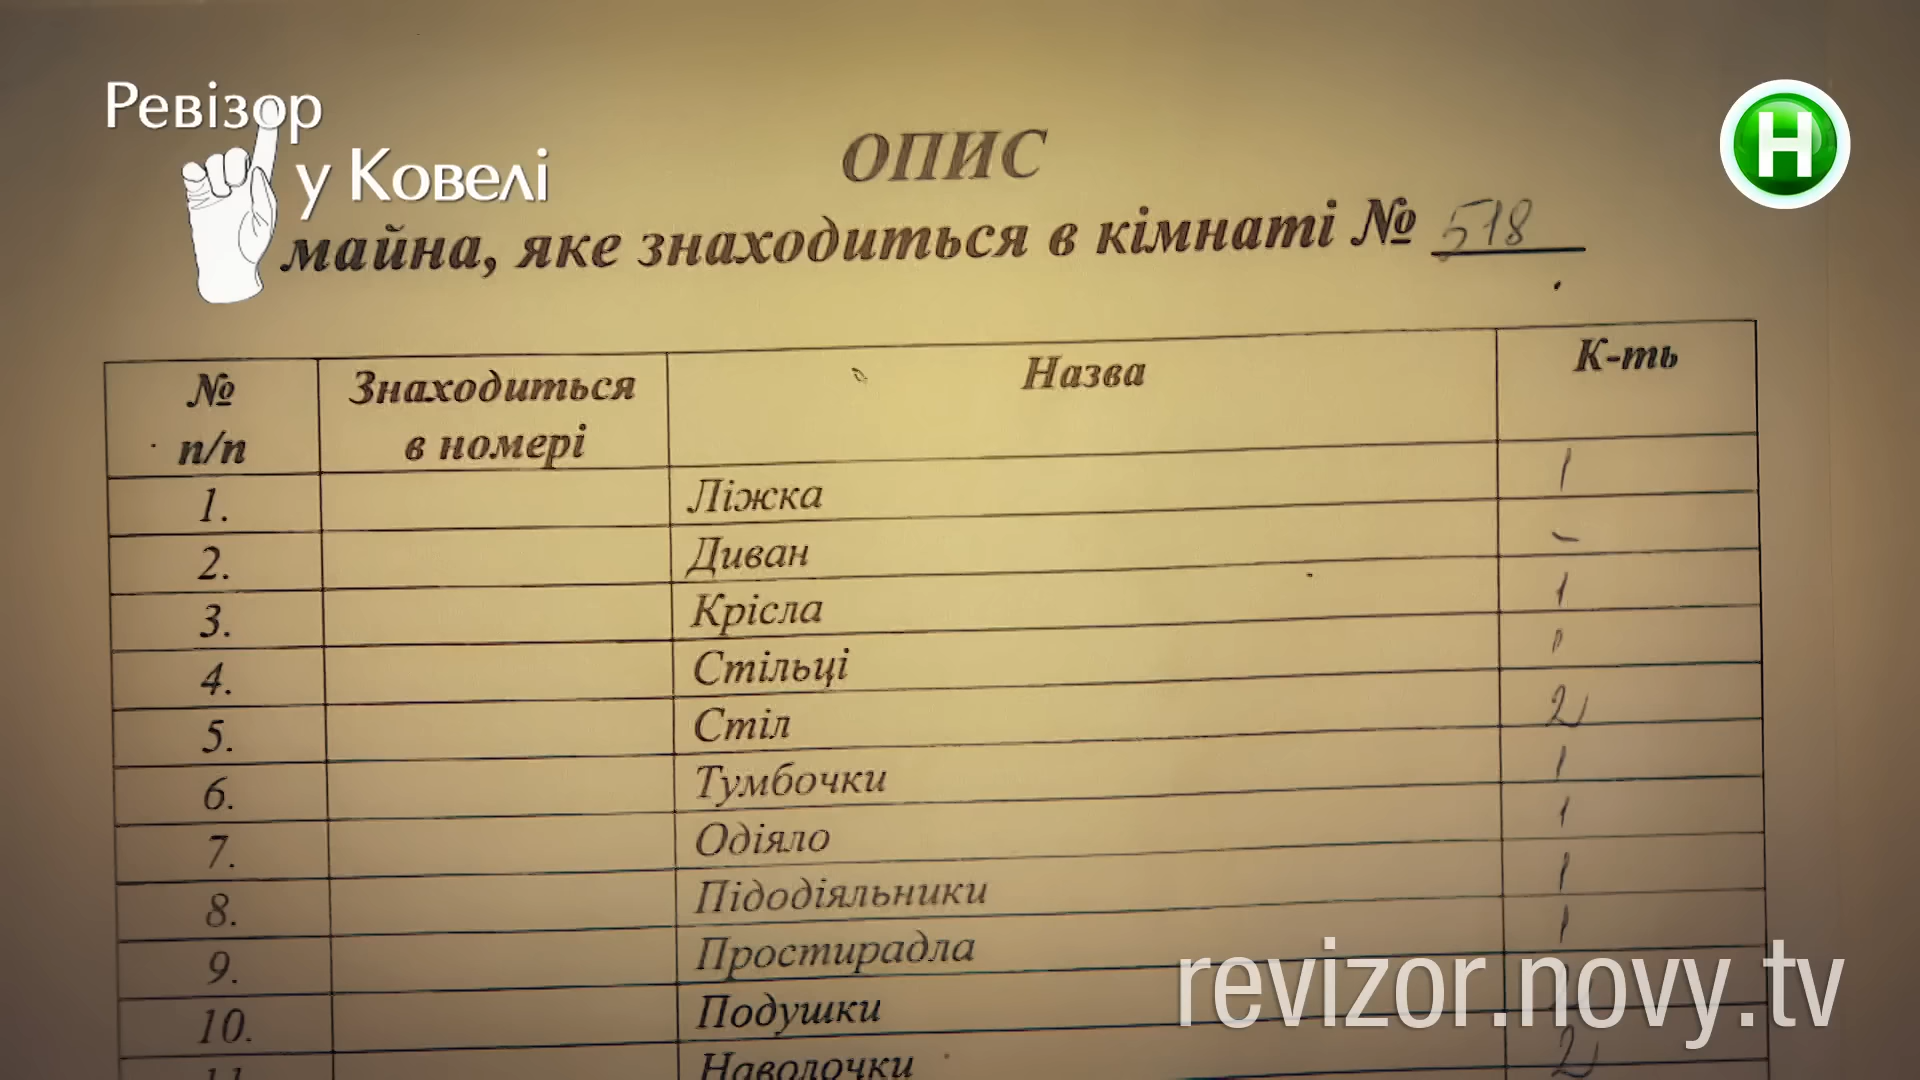 Ревізор
у Ковелі
Н
ОПИС
майна, яке знаходиться в кімнаті № 518
№ п/п Знаходиться в номері Назва К-ть
1. Ліжка 1
2. Диван -
3. Крісла 1
4. Стільці
5. Стіл 2
6. Тумбочки 1
7. Одіяло 1
8. Підодіяльники 1
9. Простирадла 1
10. Подушки
11. Наволочки 2
revizor.novy.tv